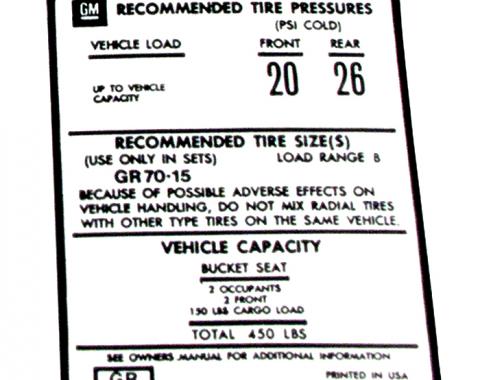 GM RECOMMENDED TIRE PRESSURES
(PSI COLD)
VEHICLE LOAD FRONT REAR
UP TO VEHICLE
CAPACITY
20 26
RECOMMENDED TIRE SIZE(S)
(USE ONLY IN SETS) LOAD RANGE B
GR70-15
BECAUSE OF POSSIBLE ADVERSE EFFECTS ON
VEHICLE HANDLING, DO NOT MIX RADIAL TIRES
WITH OTHER TYPE TIRES ON THE SAME VEHICLE.
VEHICLE CAPACITY
BUCKET SEAT
2 OCCUPANTS
2 FRONT
150 LBS CARGO LOAD
TOTAL 450 LBS
SEE OWNERS MANUAL FOR ADDITIONAL INFORMATION
PRINTED IN USA